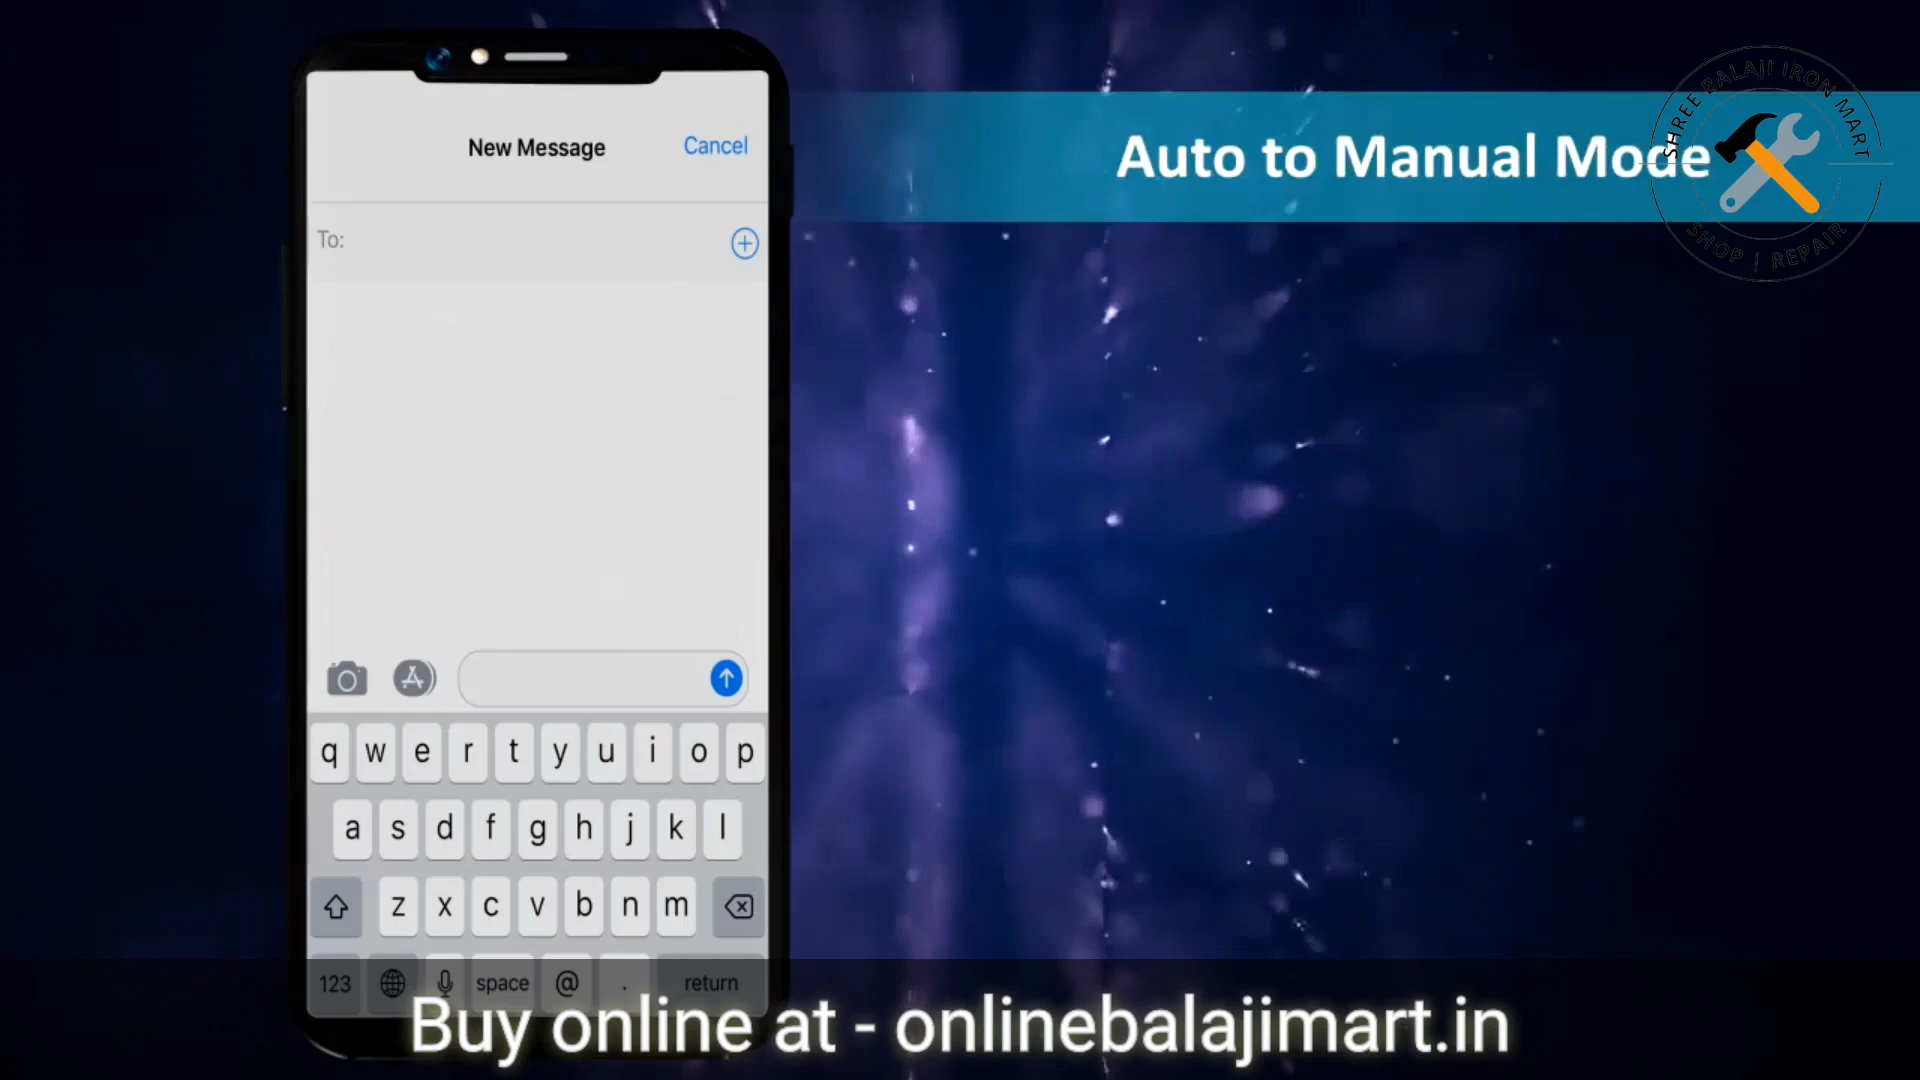 New Message
Cancel
To:
Auto to Manual Mode
SHREE BALAJI IRON MART
SHOP | REPAIR
q w e r t y u i o p
a s d f g h j k l
z x c v b n m
123 space @ . return
Buy online at - onlinebalajimart.in